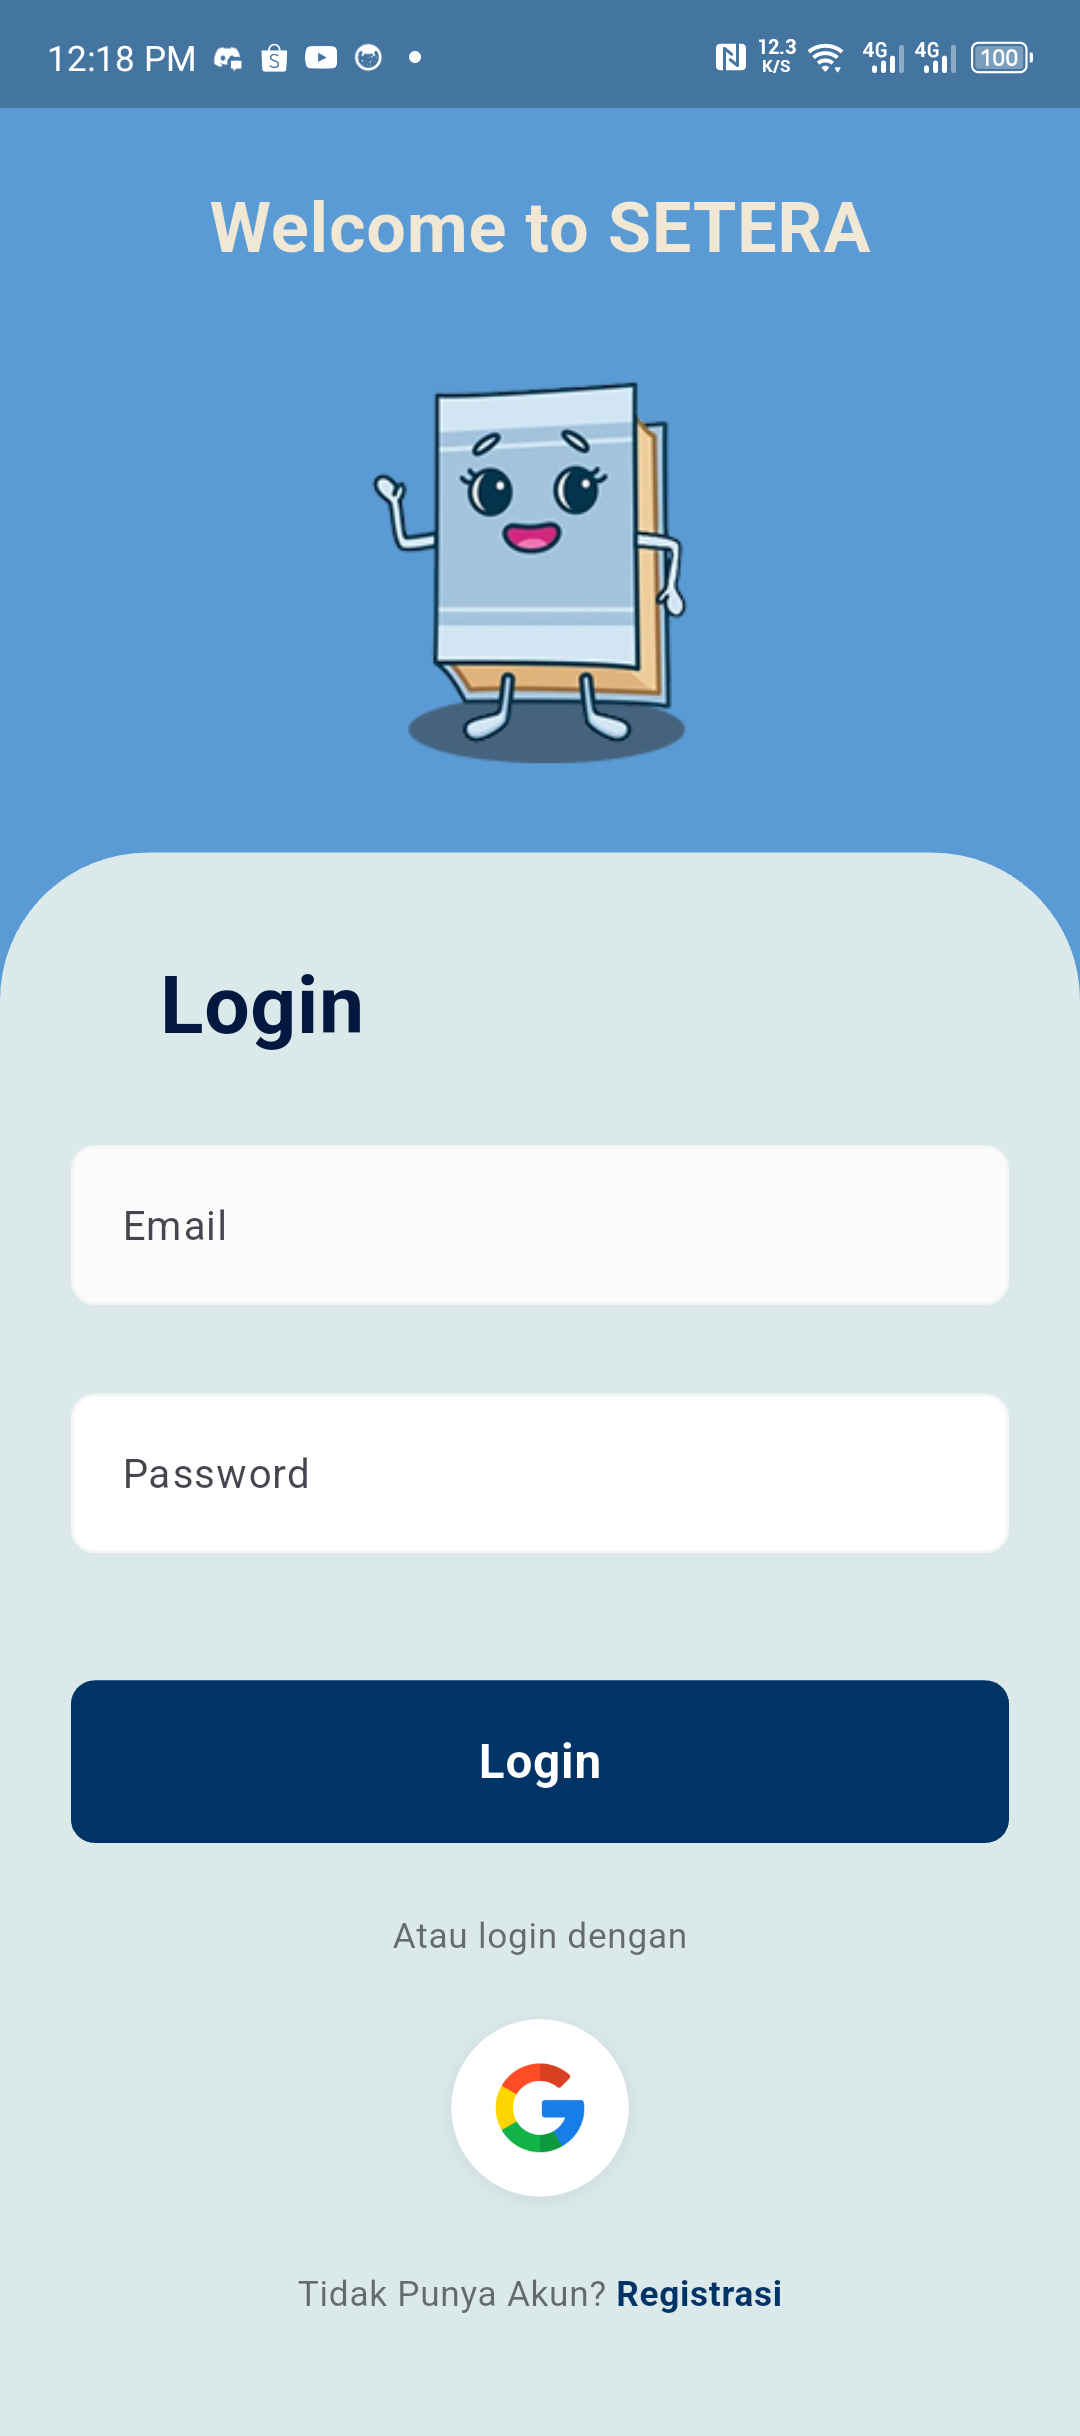 12:18 PM
12.3
K/S
4G
4G
100
Welcome to SETERA
Login
Email
Password
Login
Atau login dengan
Tidak Punya Akun? Registrasi